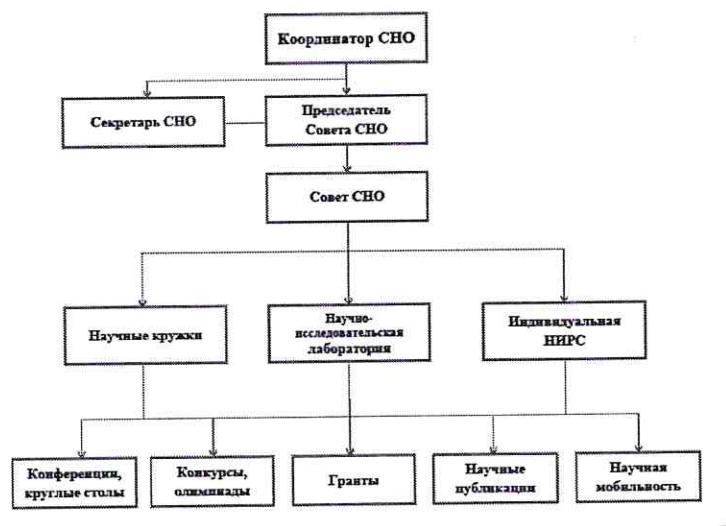 Координатор СНО
Секретарь СНО
Председатель
Совета СНО
Совет СНО
Научные кружки
Научно-
исследовательская
лаборатория
Индивидуальная
НИРС
Конференции,
круглые столы
Конкурсы,
олимпиады
Гранты
Научные
публикации
Научная
мобильность